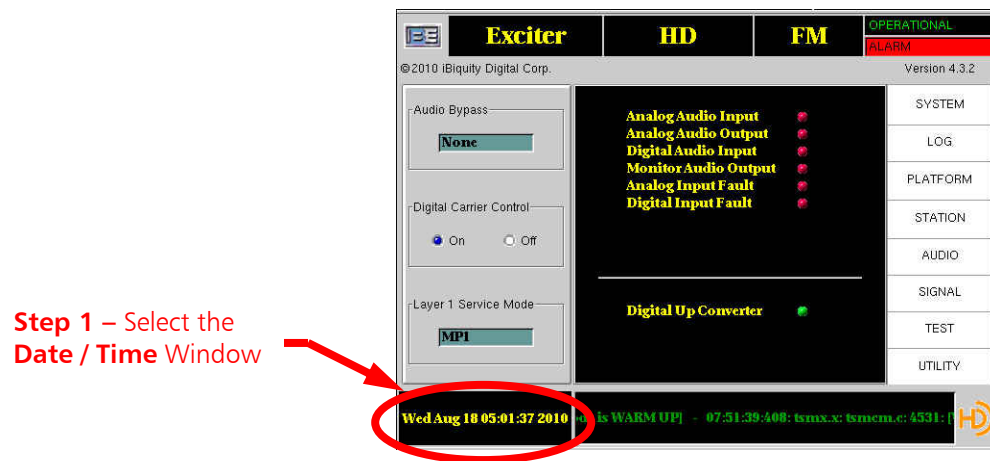 Exciter
HD
FM
OPERATIONAL
ALARM
©2010 iBiquity Digital Corp.
Version 4.3.2
Audio Bypass
None
Digital Carrier Control
On
Off
Layer 1 Service Mode
MP1
Analog Audio Input
Analog Audio Output
Digital Audio Input
Monitor Audio Output
Analog Input Fault
Digital Input Fault
Digital Up Converter
SYSTEM
LOG
PLATFORM
STATION
AUDIO
SIGNAL
TEST
UTILITY
Step 1 – Select the
Date / Time Window
Wed Aug 18 05:01:37 2010
is WARM UP] - 07:51:39:408: tsmx.x: tsmcm.c: 4531: [
HD